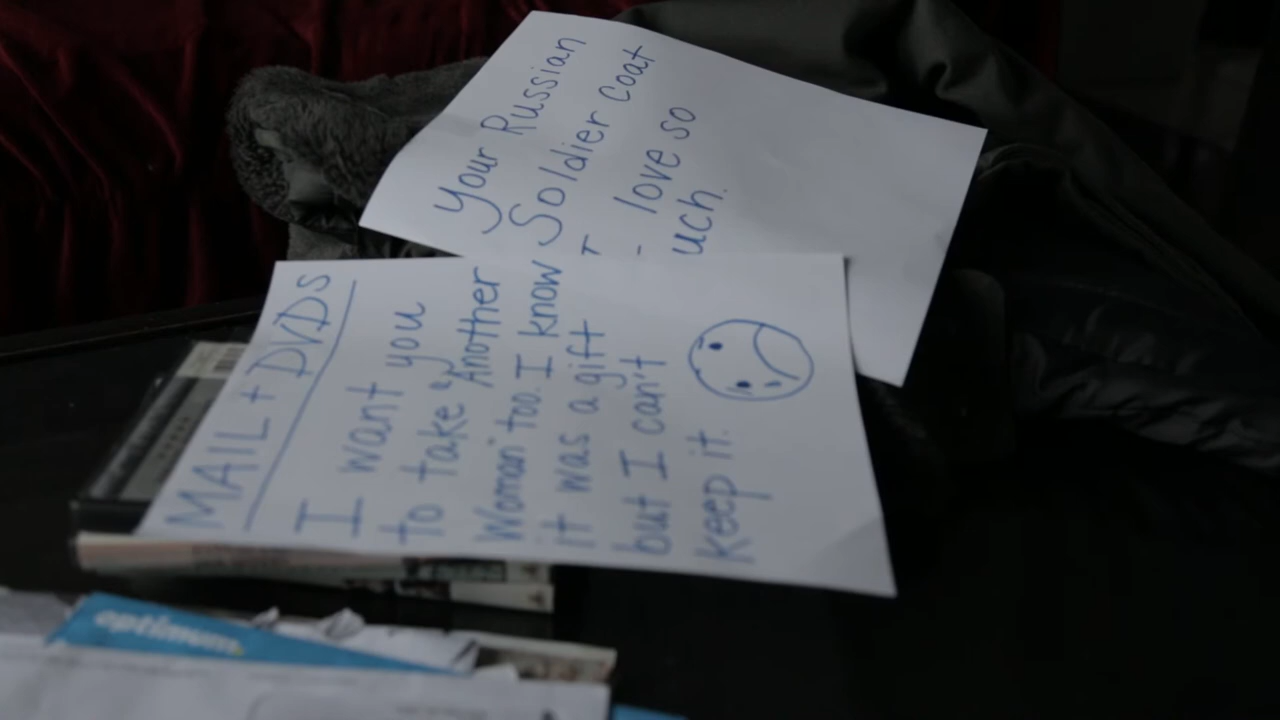 Your Russian
Soldier coat
I
- love so
uch.
MAIL + DVDs
I want you
to take "Another
Woman" too. I know
it was a gift
but I can't
keep it.
optimum.